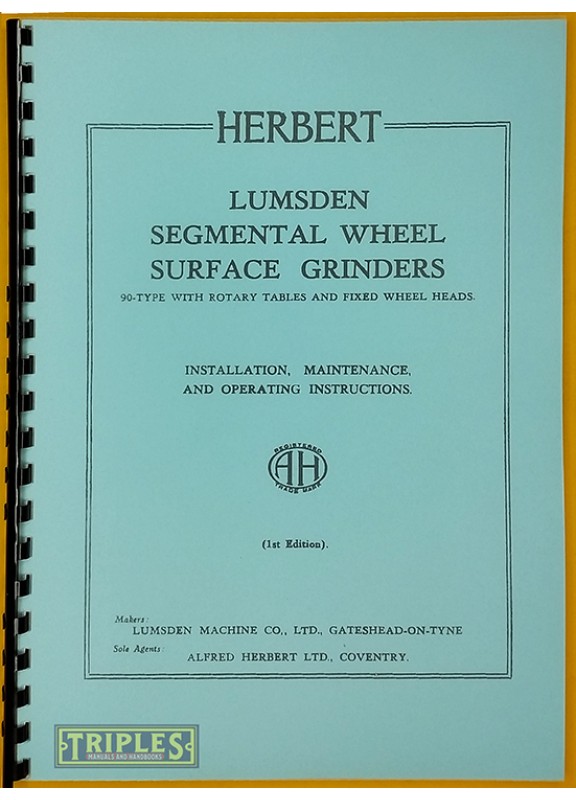 HERBERT
LUMSDEN
SEGMENTAL WHEEL
SURFACE GRINDERS
90-TYPE WITH ROTARY TABLES AND FIXED WHEEL HEADS.
INSTALLATION, MAINTENANCE,
AND OPERATING INSTRUCTIONS.
REGISTERED
AH
TRADE MARK
(1st Edition).
Makers:
LUMSDEN MACHINE CO., LTD., GATESHEAD-ON-TYNE
Sole Agents:
ALFRED HERBERT LTD., COVENTRY.
TRIPLES
MANUALS AND HANDBOOKS